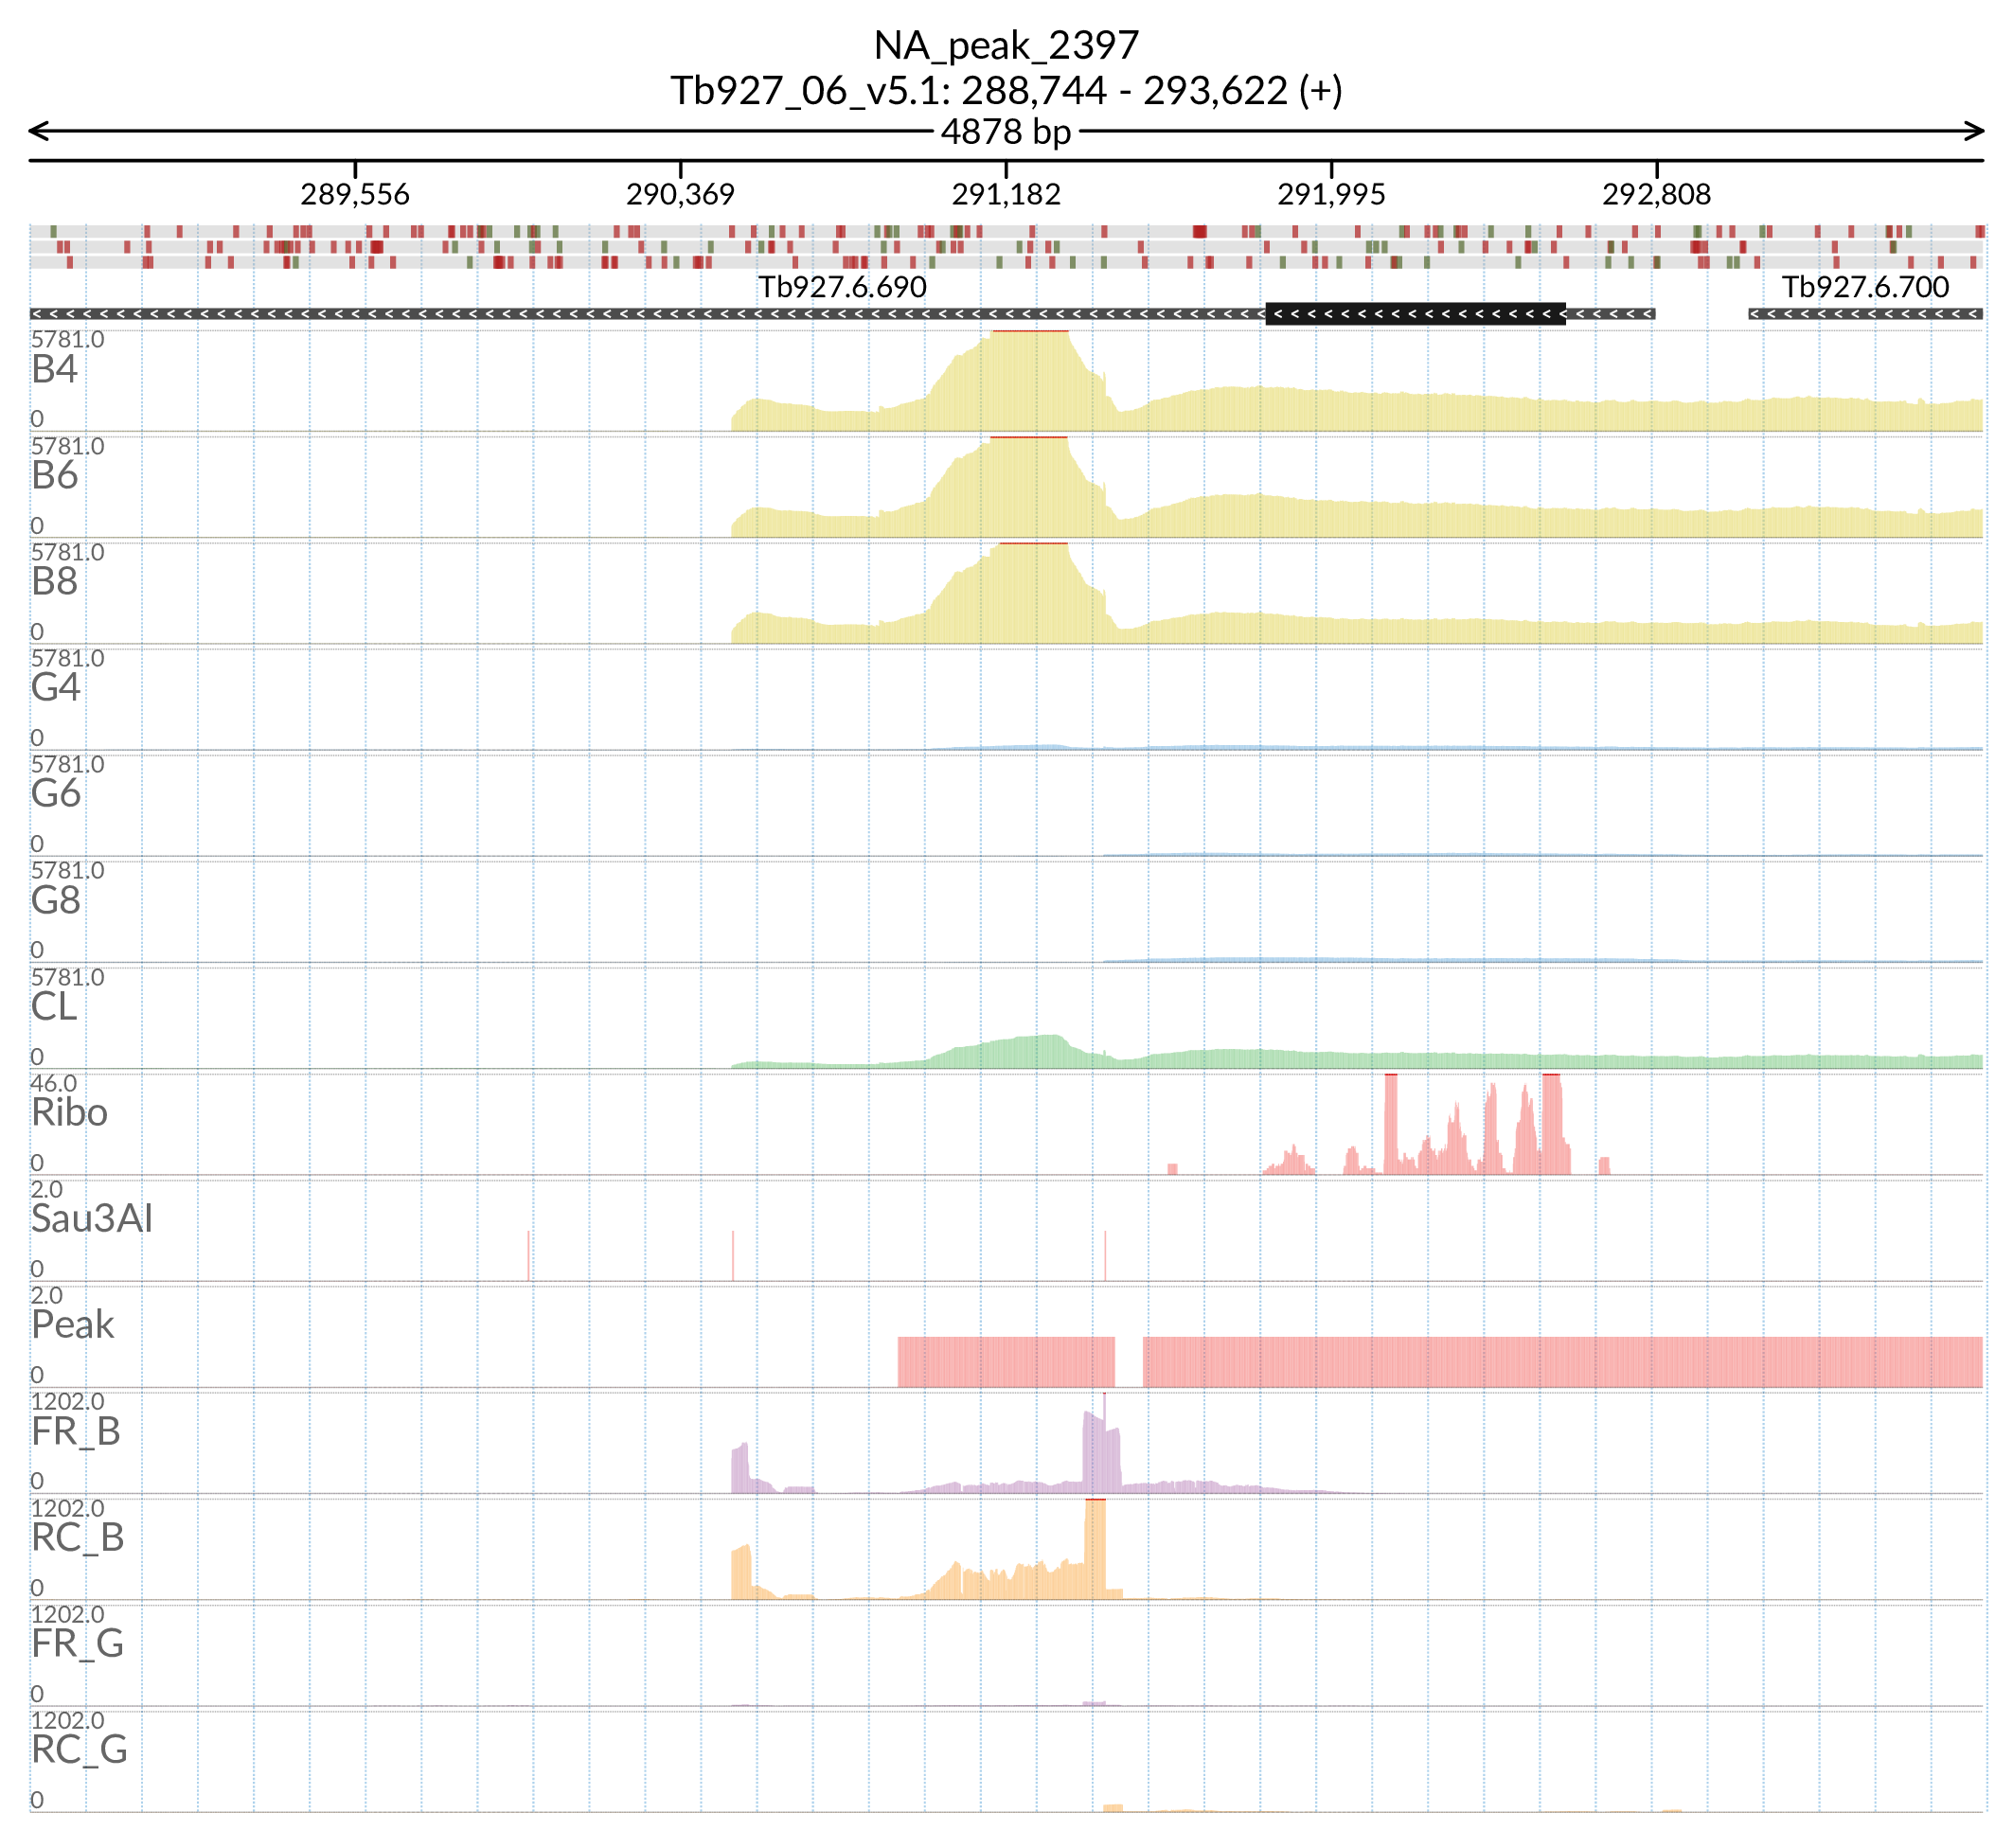 NA_peak_2397
Tb927_06_v5.1: 288,744 - 293,622 (+)
4878 bp
289,556 290,369 291,182 291,995 292,808
Tb927.6.690 Tb927.6.700
5781.0
B4
0
5781.0
B6
0
5781.0
B8
0
5781.0
G4
0
5781.0
G6
0
5781.0
G8
0
5781.0
CL
0
46.0
Ribo
0
2.0
Sau3AI
0
2.0
Peak
0
1202.0
FR_B
0
1202.0
RC_B
0
1202.0
FR_G
0
1202.0
RC_G
0